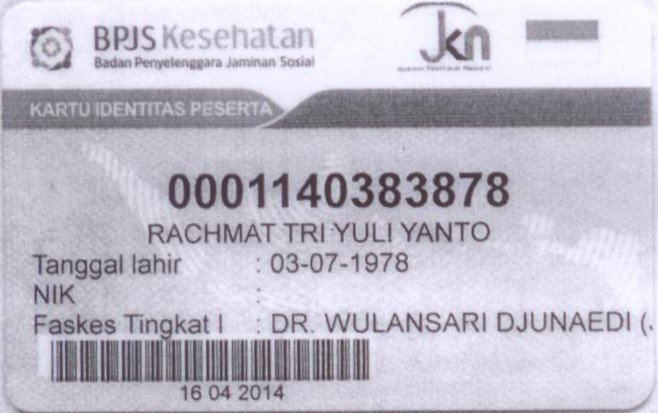 BPJS Kesehatan
Badan Penyelenggara Jaminan Sosial
JKN
KARTU IDENTITAS PESERTA
0001140383878
RACHMAT TRI YULI YANTO
Tanggal lahir : 03-07-1978
NIK :
Faskes Tingkat I : DR. WULANSARI DJUNAEDI (
16 04 2014